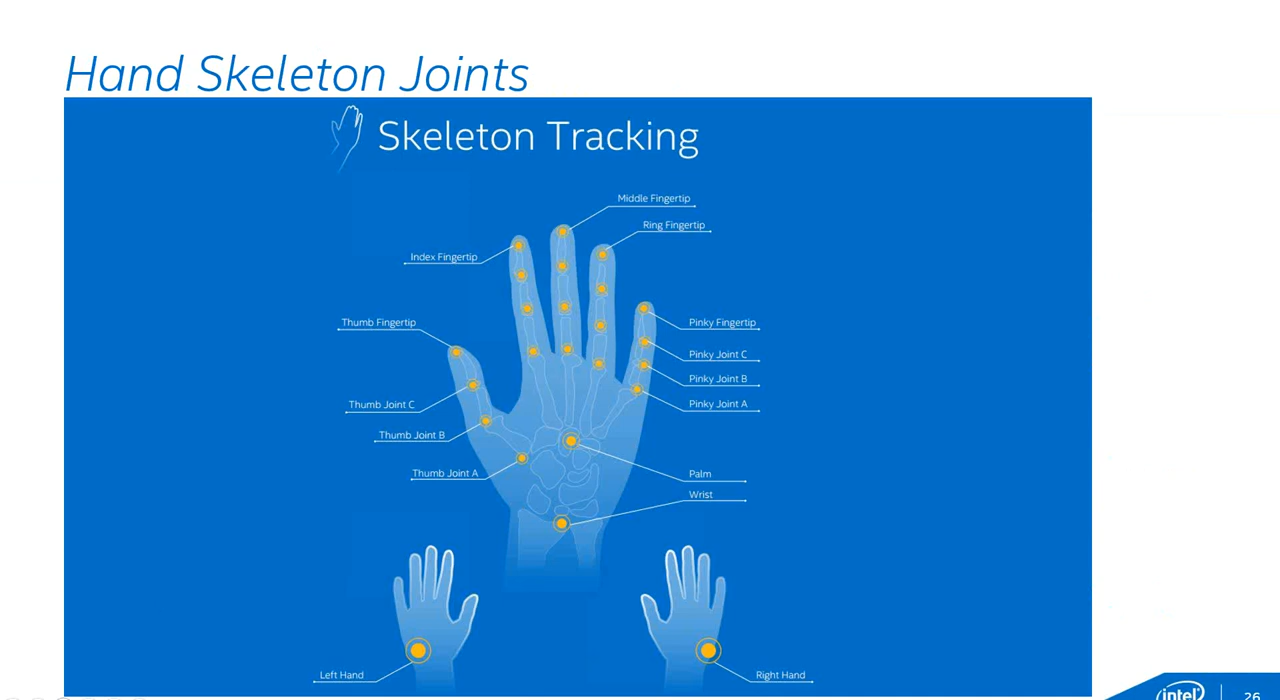 Hand Skeleton Joints
Skeleton Tracking
Middle Fingertip
Ring Fingertip
Index Fingertip
Thumb Fingertip
Pinky Fingertip
Pinky Joint C
Pinky Joint B
Pinky Joint A
Thumb Joint C
Thumb Joint B
Thumb Joint A
Palm
Wrist
Left Hand
Right Hand
intel
26